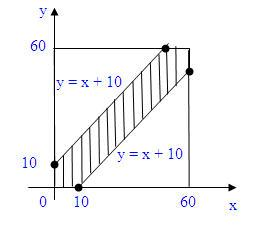 y
60
y = x + 10
10
y = x + 10
0 10 60
x